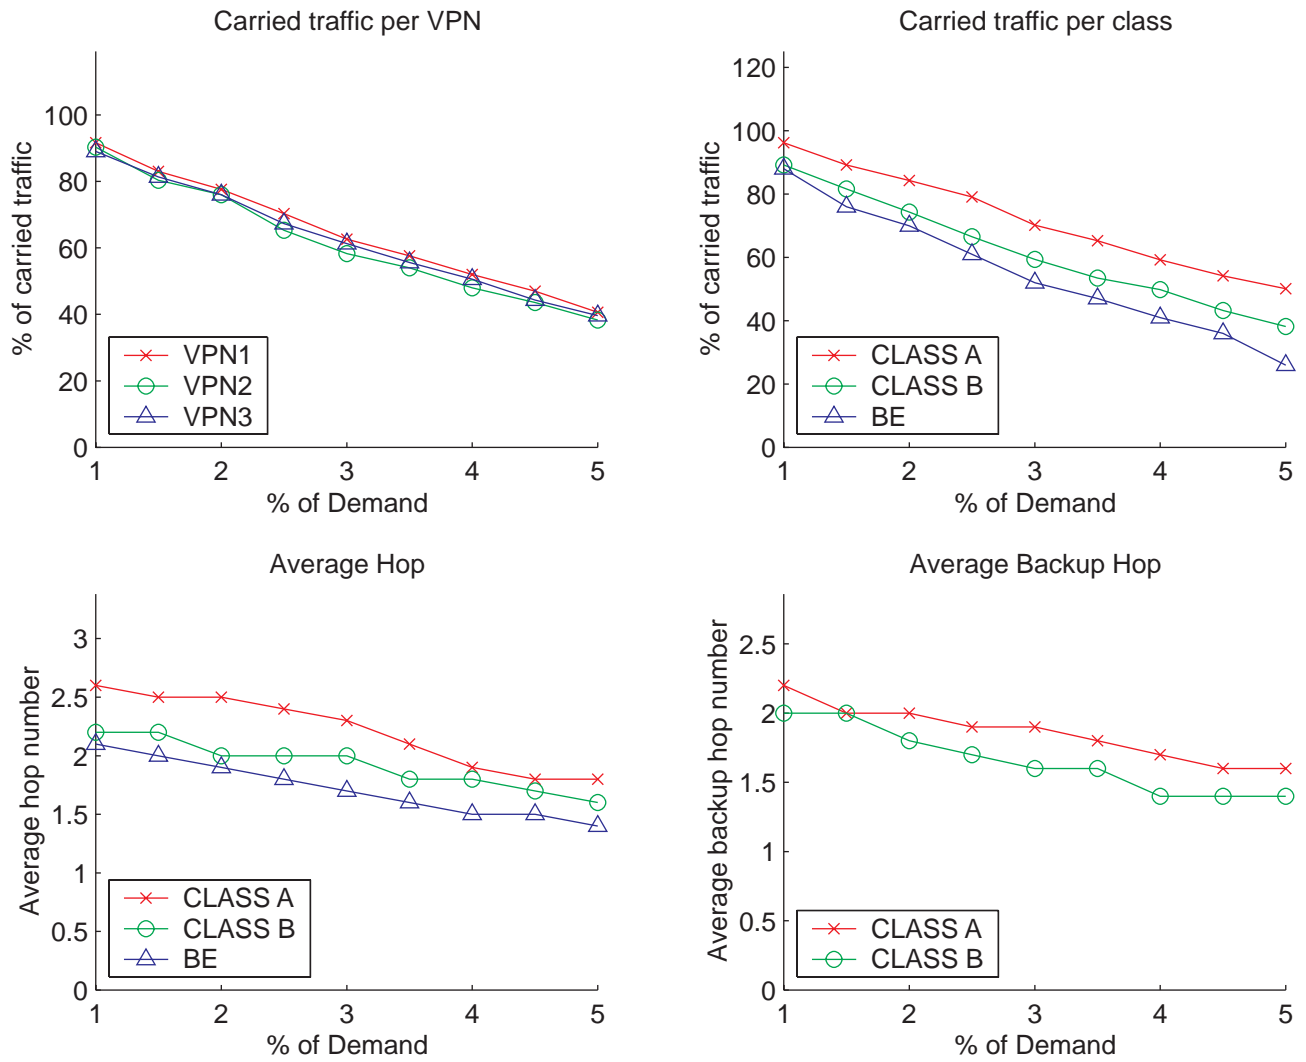 Carried traffic per VPN
% of carried traffic
100
80
60
40
20
0
VPN1
VPN2
VPN3
1 2 3 4 5
% of Demand
Carried traffic per class
% of carried traffic
120
100
80
60
40
20
0
CLASS A
CLASS B
BE
1 2 3 4 5
% of Demand
Average Hop
Average hop number
3
2.5
2
1.5
1
0.5
0
CLASS A
CLASS B
BE
1 2 3 4 5
% of Demand
Average Backup Hop
Average backup hop number
2.5
2
1.5
1
0.5
0
CLASS A
CLASS B
1 2 3 4 5
% of Demand